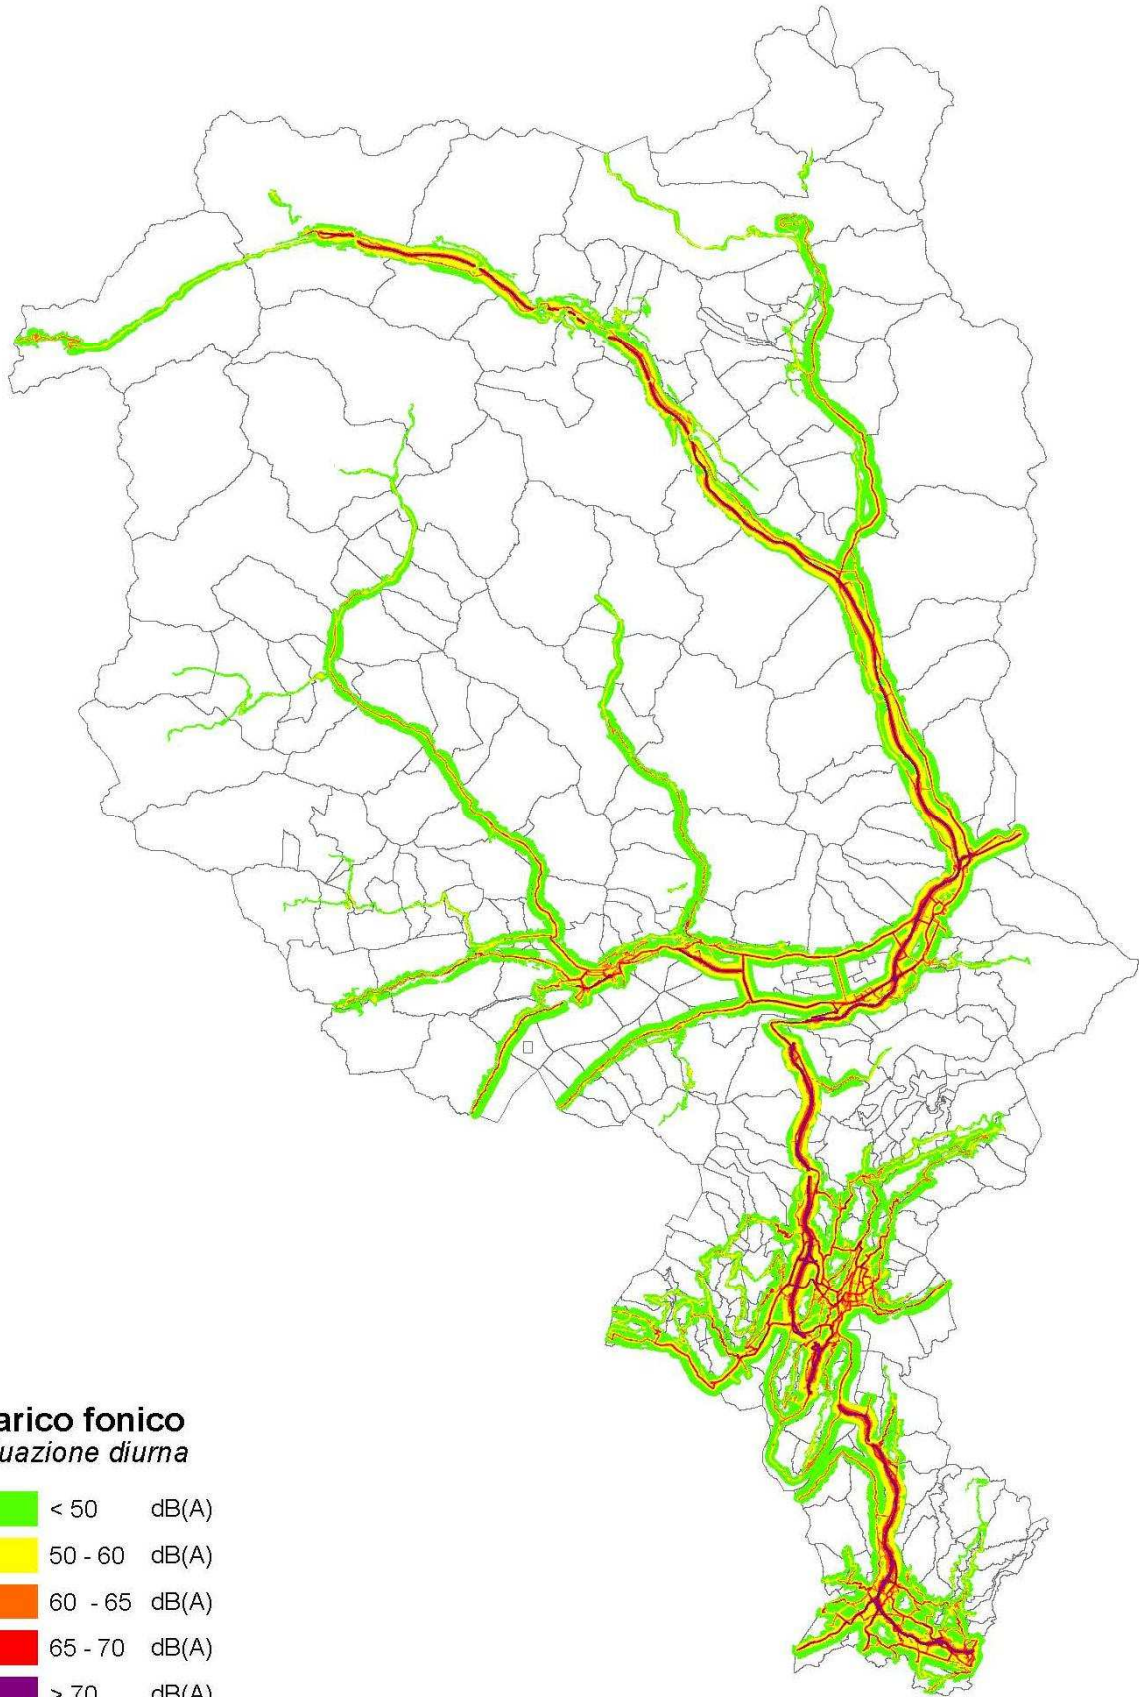 arico fonico
uazione diurna
< 50 dB(A)
50 - 60 dB(A)
60 - 65 dB(A)
65 - 70 dB(A)
> 70 dB(A)